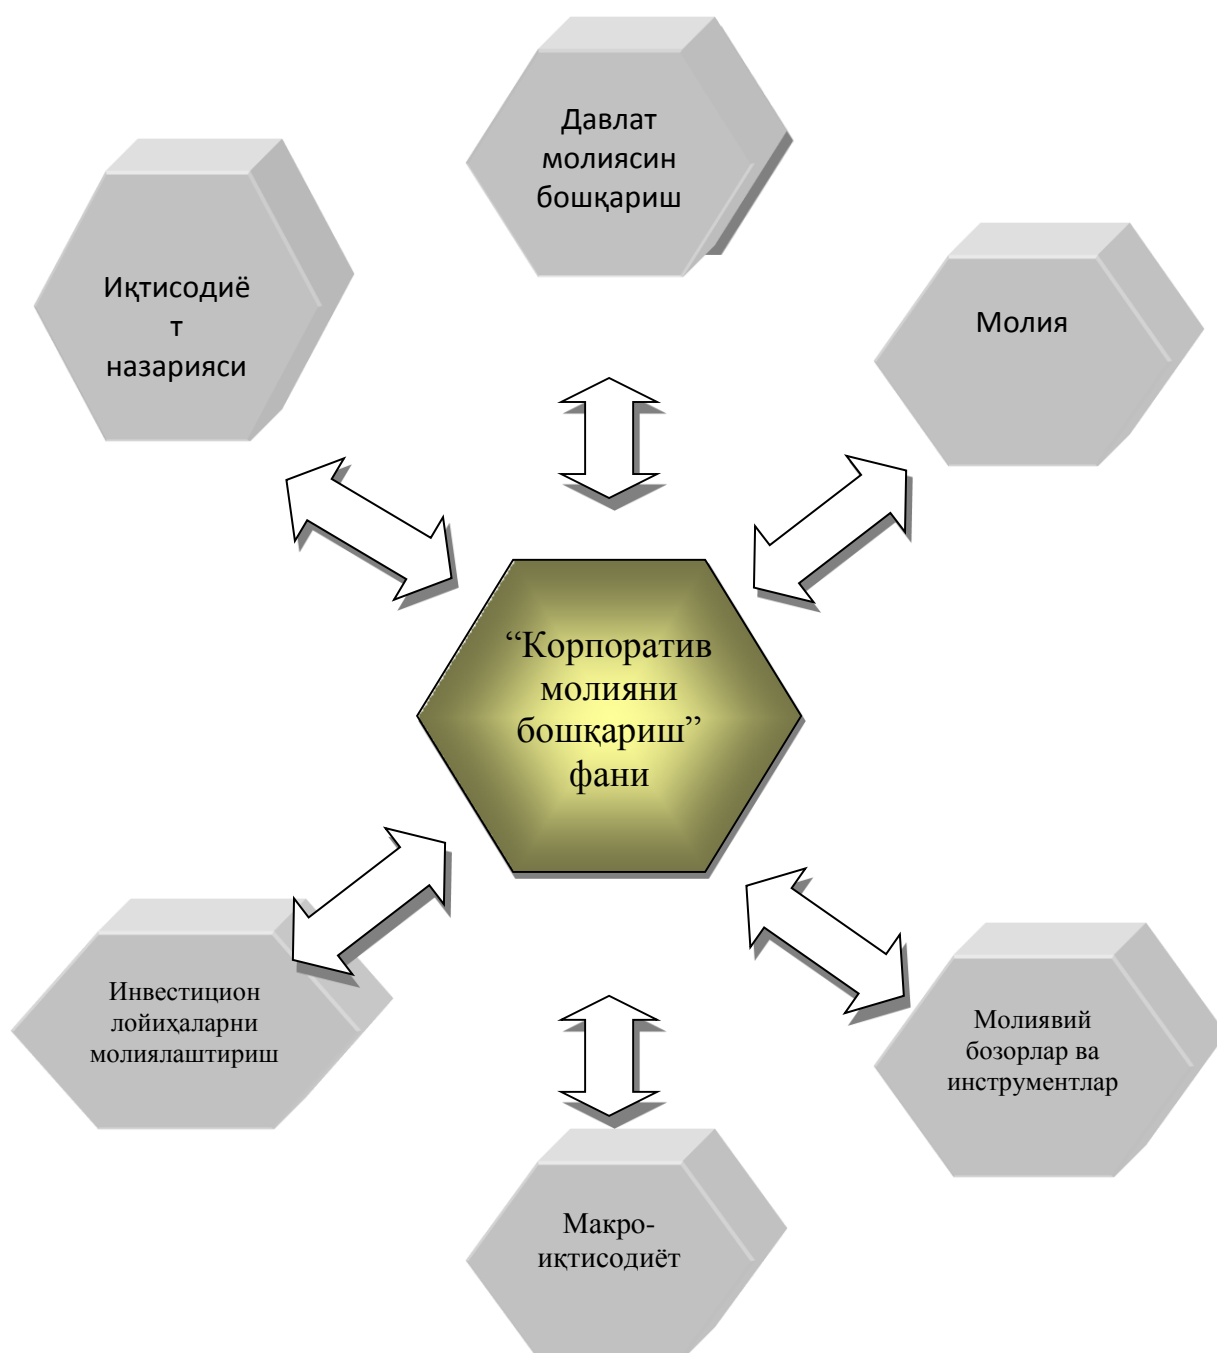 Давлат
молиясин
бошқариш
Иқтисодиё
т
назарияси
Молия
“Корпоратив
молияни
бошқариш”
фани
Инвестицион
лойиҳаларни
молиялаштириш
Молиявий
бозорлар ва
инструментлар
Макро-
иқтисодиёт